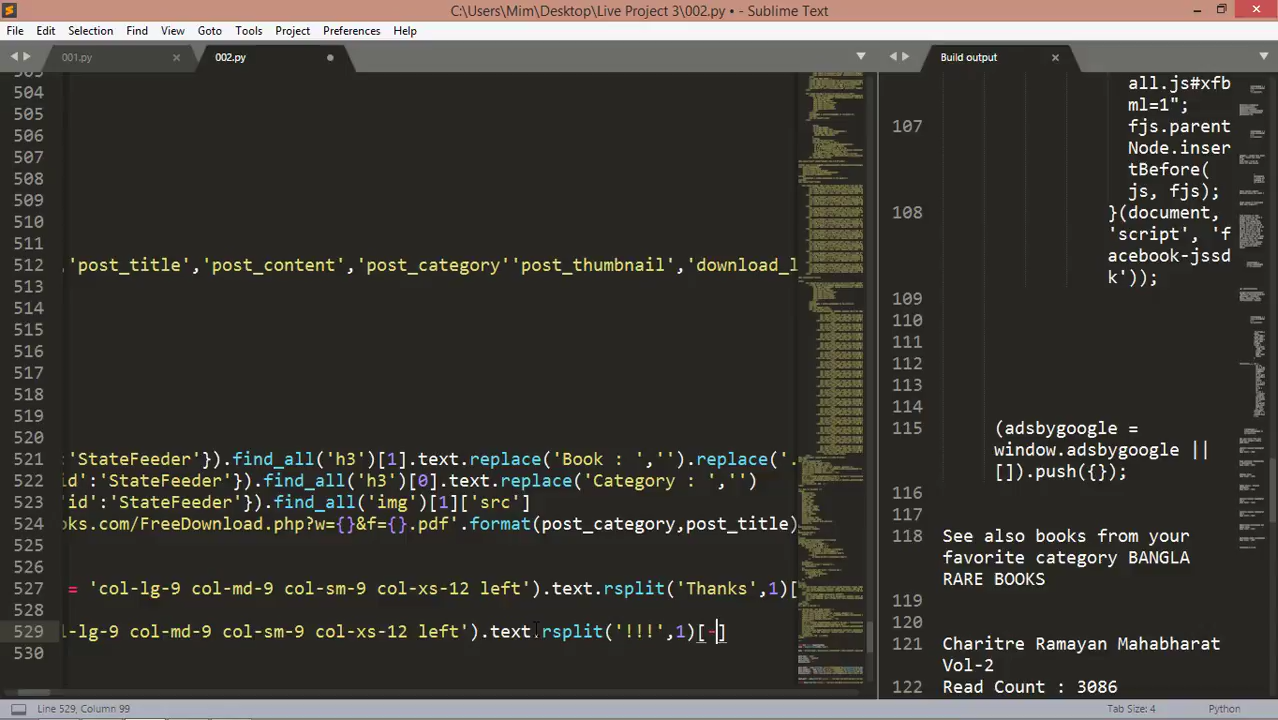 C:\Users\Mim\Desktop\Live Project 3\002.py • - Sublime Text
File Edit Selection Find View Goto Tools Project Preferences Help
001.py
002.py
Build output
504
505
506
507
508
509
510
511
512 ,'post_title','post_content','post_category''post_thumbnail','download_l
513
514
515
516
517
518
519
520
521 :'StateFeeder'}).find_all('h3')[1].text.replace('Book : ','').replace('.
522 id':'StateFeeder'}).find_all('h3')[0].text.replace('Category : ','')
523 'id':'StateFeeder'}).find_all('img')[1]['src']
524 oks.com/FreeDownload.php?w={}&f={}.pdf'.format(post_category,post_title)
525
526
527 = 'col-lg-9 col-md-9 col-sm-9 col-xs-12 left').text.rsplit('Thanks',1)[
528
529 l-lg-9 col-md-9 col-sm-9 col-xs-12 left').text.rsplit('!!!',1)[-]
530
all.js#xfb
ml=1";
107 fjs.parent
Node.inser
tBefore(
js, fjs);
108 }(document,
'script', 'f
acebook-jssd
k'));
109
110
111
112
113
114
115 (adsbygoogle =
window.adsbygoogle ||
[]).push({});
116
117
118 See also books from your
favorite category BANGLA
RARE BOOKS
119
120
121 Charitre Ramayan Mahabharat
Vol-2
122 Read Count : 3086
Line 529, Column 99
Tab Size: 4
Python